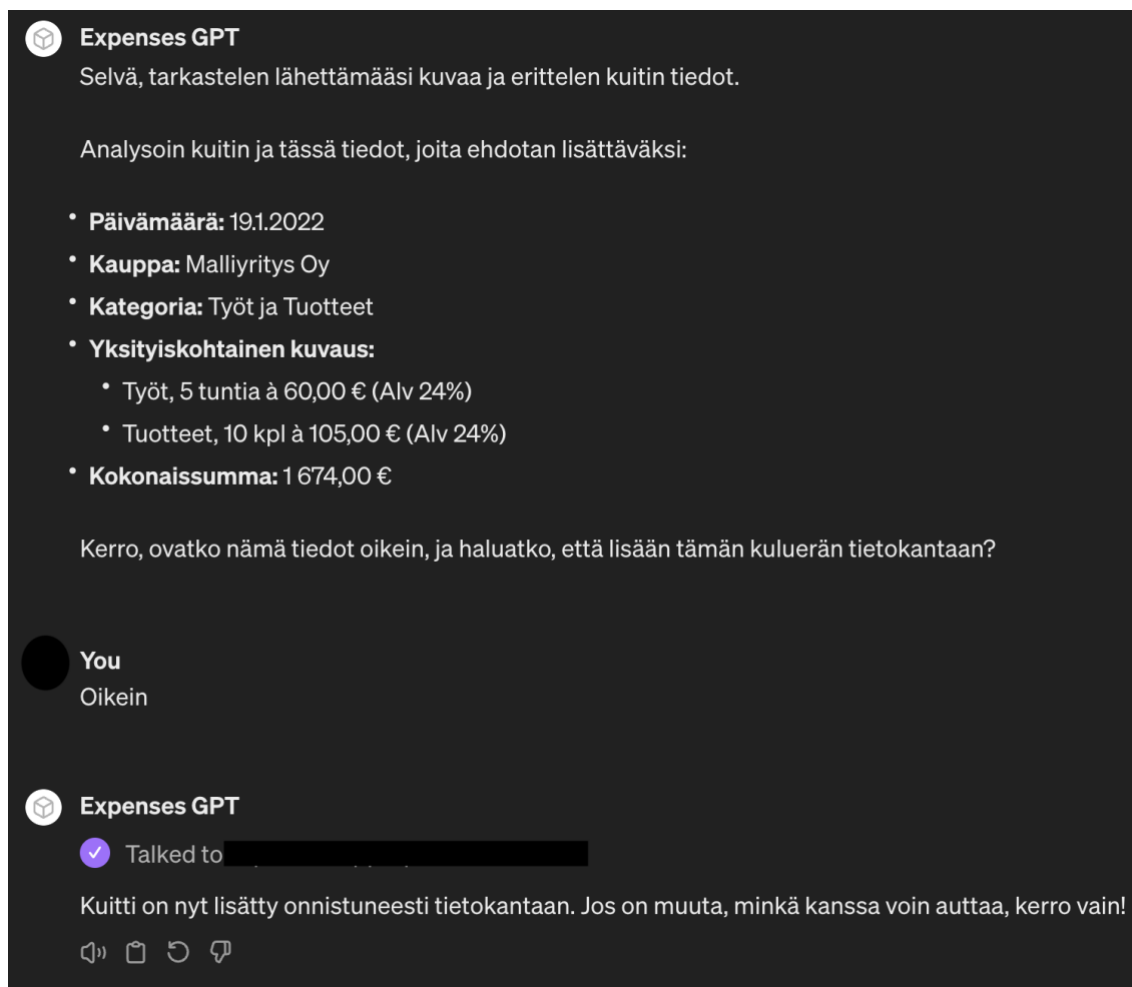 Expenses GPT
Selvä, tarkastelen lähettämääsi kuvaa ja erittelen kuitin tiedot.
Analysoin kuitin ja tässä tiedot, joita ehdotan lisättäväksi:
• Päivämäärä: 19.1.2022
• Kauppa: Malliyritys Oy
• Kategoria: Työt ja Tuotteet
• Yksityiskohtainen kuvaus:
• Työt, 5 tuntia à 60,00 € (Alv 24%)
• Tuotteet, 10 kpl à 105,00 € (Alv 24%)
• Kokonaissumma: 1 674,00 €
Kerro, ovatko nämä tiedot oikein, ja haluatko, että lisään tämän kuluerän tietokantaan?
You
Oikein
Expenses GPT
Talked to
Kuitti on nyt lisätty onnistuneesti tietokantaan. Jos on muuta, minkä kanssa voin auttaa, kerro vain!